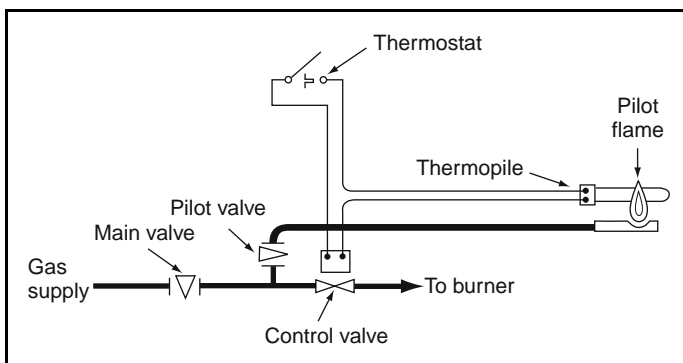 Thermostat
Pilot
flame
Thermopile
Pilot valve
Main valve
Gas
supply
To burner
Control valve